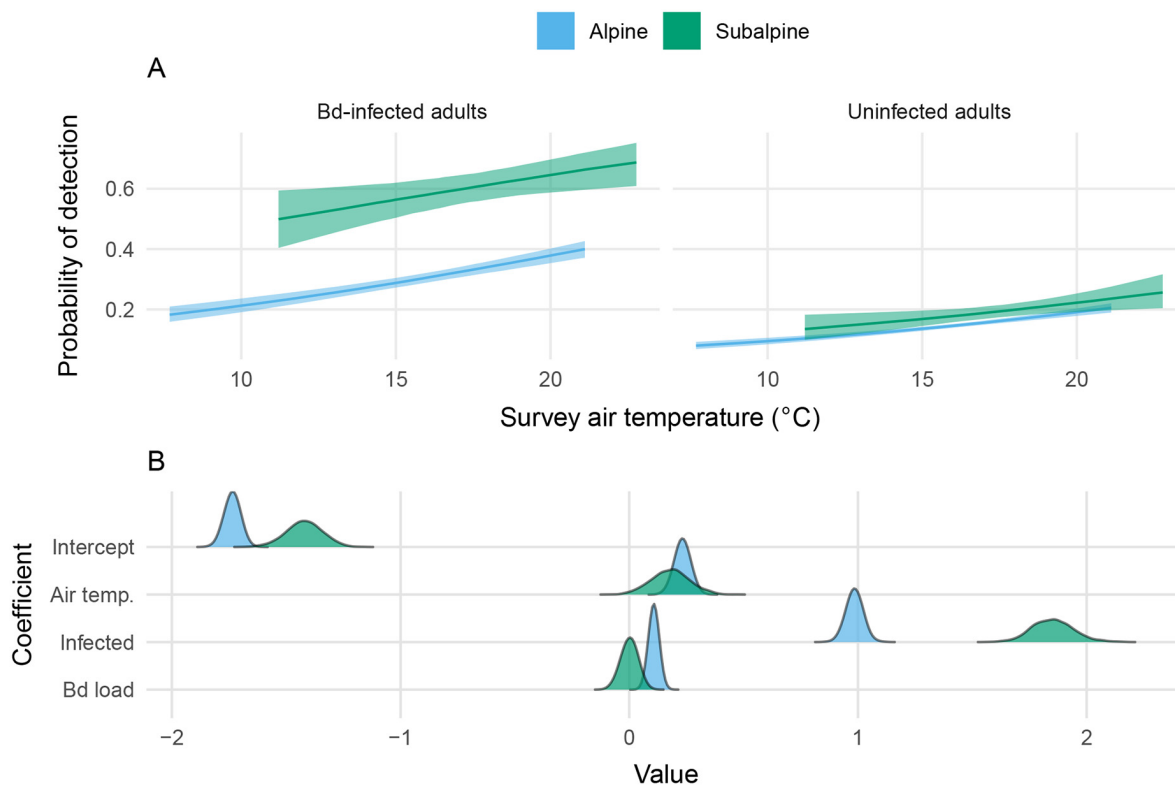 Alpine Subalpine
A
Bd-infected adults Uninfected adults
Probability of detection
0.6
0.4
0.2
10 15 20 10 15 20
Survey air temperature (°C)
B
Coefficient
Intercept
Air temp.
Infected
Bd load
−2 −1 0 1 2
Value